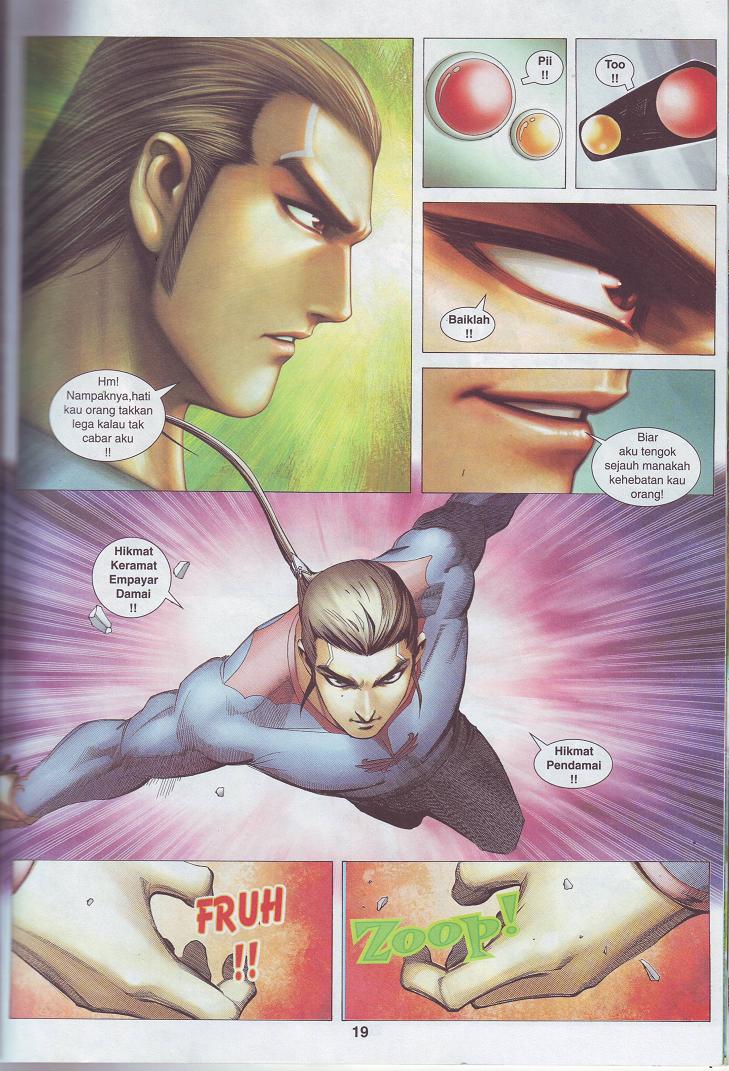 Hm!
Nampaknya,hati
kau orang takkan
lega kalau tak
cabar aku
!!
Pii
!!
Too
!!
Baiklah
!!
Biar
aku tengok
sejauh manakah
kehebatan kau
orang!
Hikmat
Keramat
Empayar
Damai
!!
Hikmat
Pendamai
!!
FRUH
!!
Zoop!
19